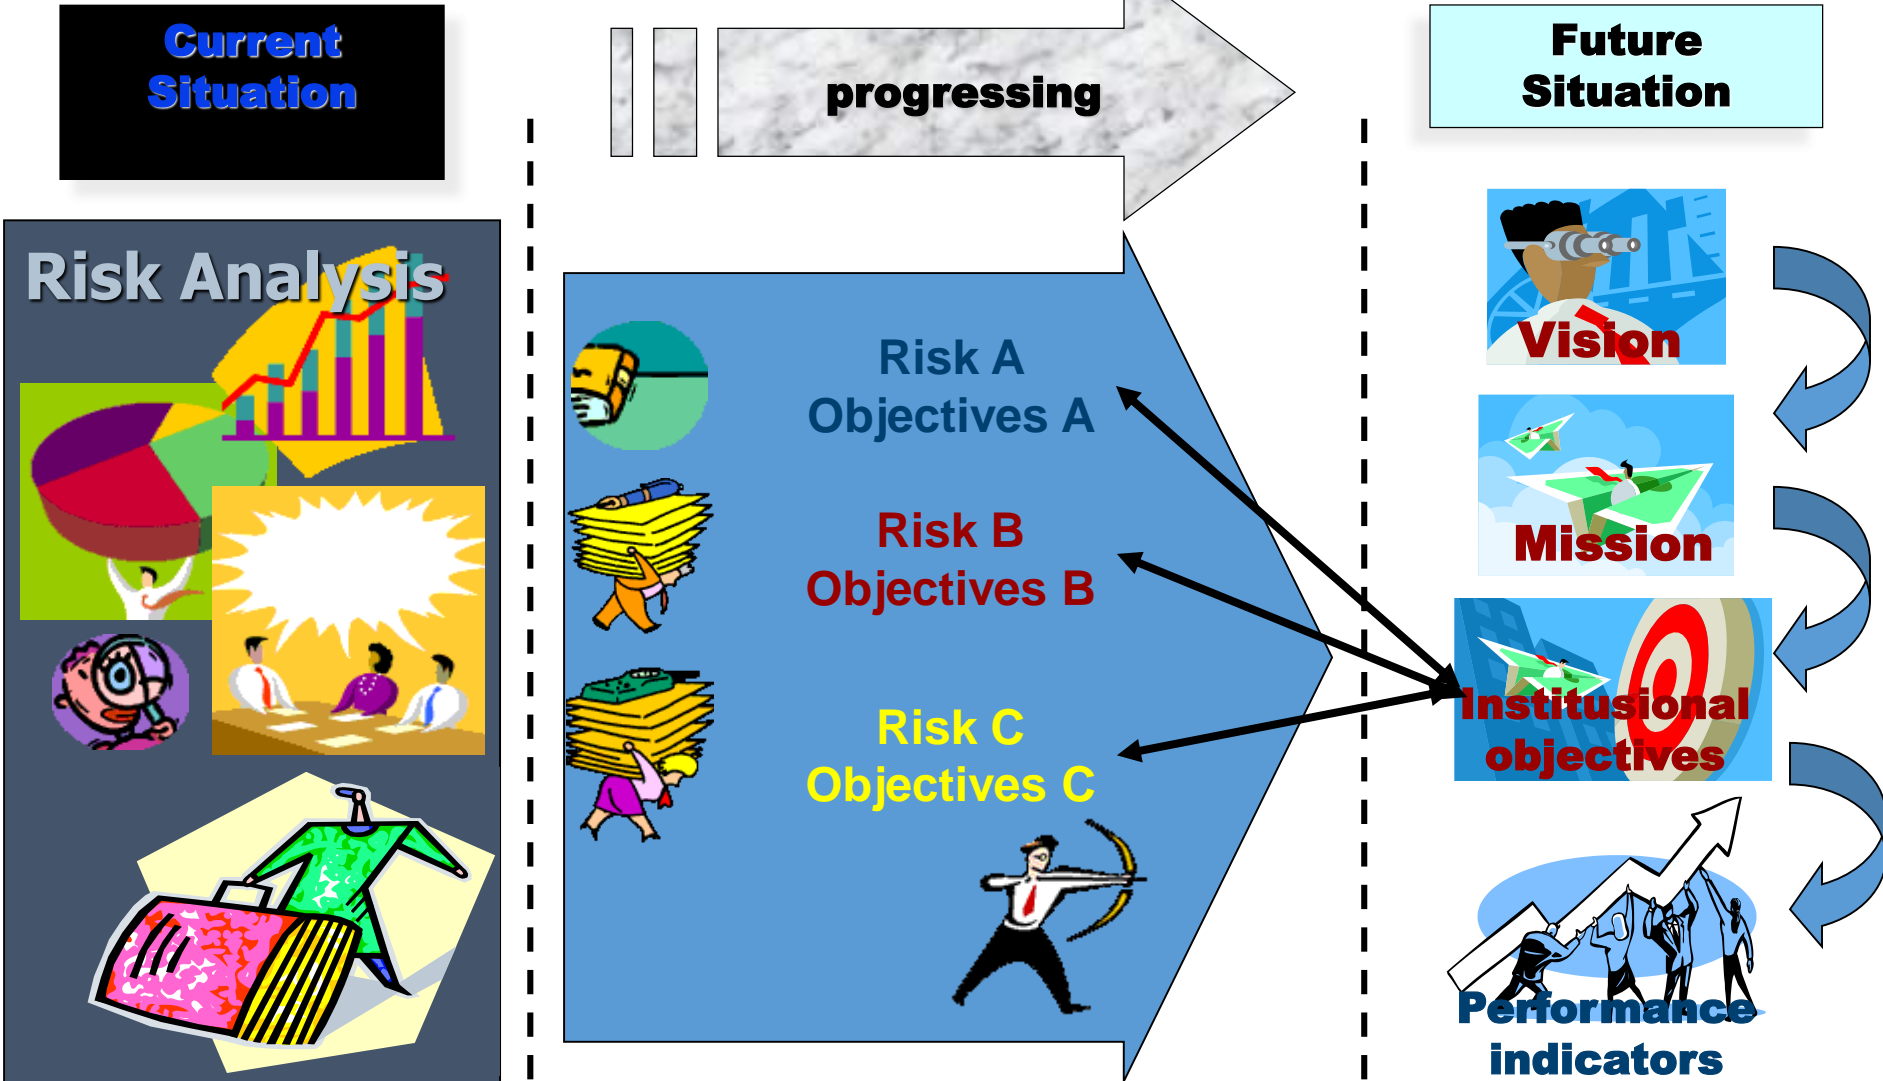 Current
Situation
progressing
Future
Situation
Risk Analysis
Risk A
Objectives A
Risk B
Objectives B
Risk C
Objectives C
Vision
Mission
Institusional
objectives
Performance
indicators